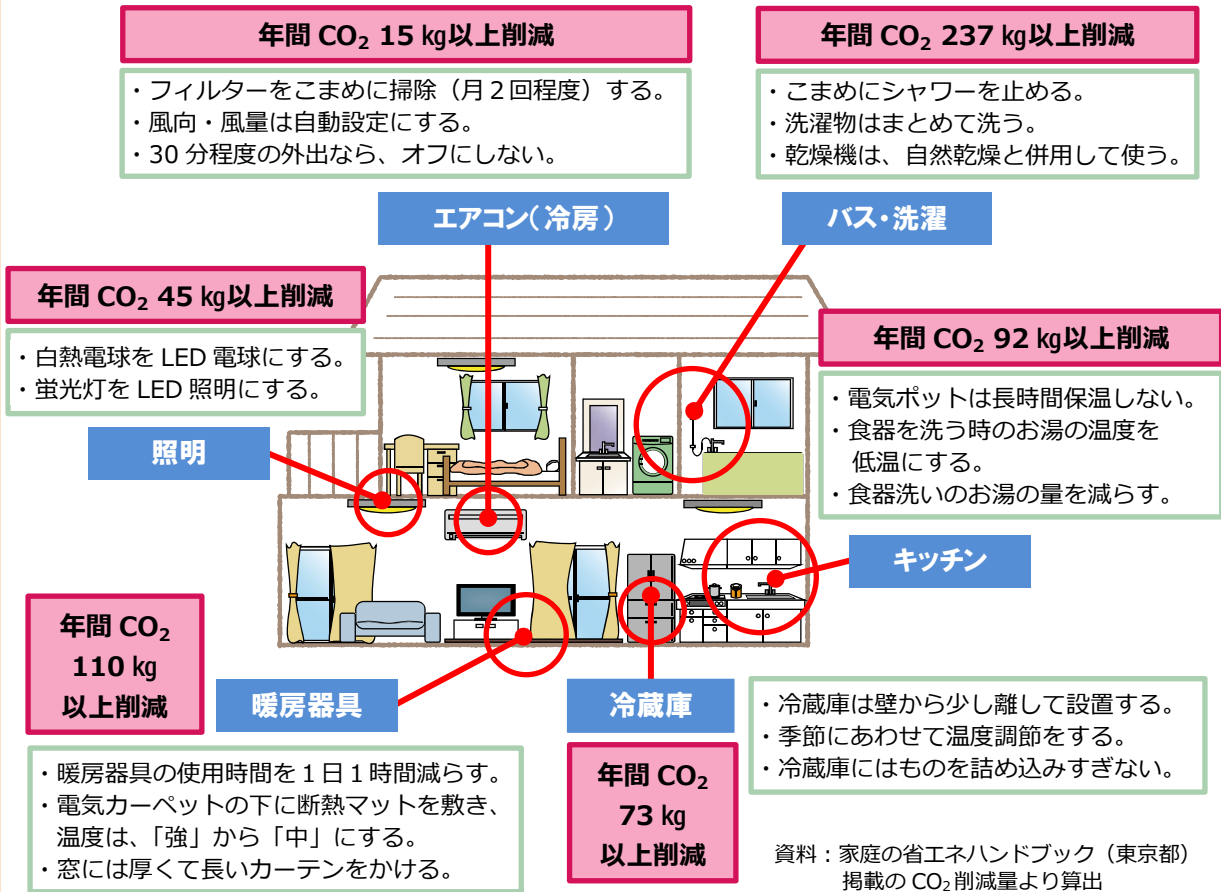 年間 CO₂ 15 ㎏以上削減
・フィルターをこまめに掃除（月２回程度）する。
・風向・風量は自動設定にする。
・30 分程度の外出なら、オフにしない。
エアコン（冷房）
年間 CO₂ 237 ㎏以上削減
・こまめにシャワーを止める。
・洗濯物はまとめて洗う。
・乾燥機は、自然乾燥と併用して使う。
バス・洗濯
年間 CO₂ 45 ㎏以上削減
・白熱電球を LED 電球にする。
・蛍光灯を LED 照明にする。
照明
年間 CO₂ 92 ㎏以上削減
・電気ポットは長時間保温しない。
・食器を洗う時のお湯の温度を
低温にする。
・食器洗いのお湯の量を減らす。
キッチン
年間 CO₂
110 ㎏
以上削減
暖房器具
・暖房器具の使用時間を１日１時間減らす。
・電気カーペットの下に断熱マットを敷き、
温度は、「強」から「中」にする。
・窓には厚くて長いカーテンをかける。
冷蔵庫
年間 CO₂
73 ㎏
以上削減
・冷蔵庫は壁から少し離して設置する。
・季節にあわせて温度調節をする。
・冷蔵庫にはものを詰め込みすぎない。
資料：家庭の省エネハンドブック（東京都）
掲載の CO₂削減量より算出